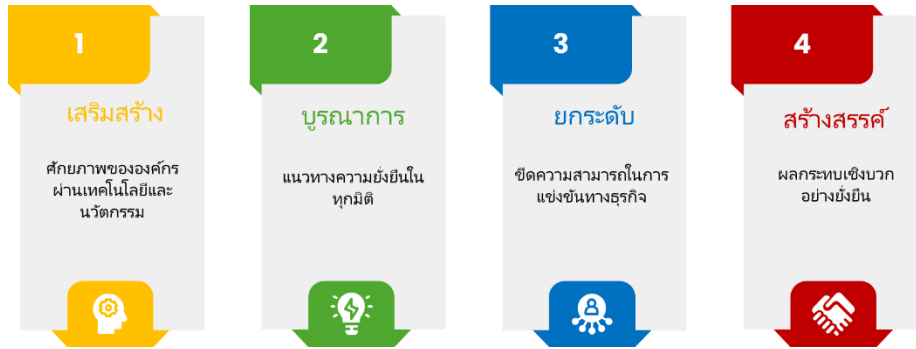 1
เสริมสร้าง
ศักยภาพขององค์กร
ผ่านเทคโนโลยีและ
นวัตกรรม
2
บูรณาการ
แนวทางความยั่งยืนใน
ทุกมิติ
3
ยกระดับ
ขีดความสามารถในการ
แข่งขันทางธุรกิจ
4
สร้างสรรค์
ผลกระทบเชิงบวก
อย่างยั่งยืน